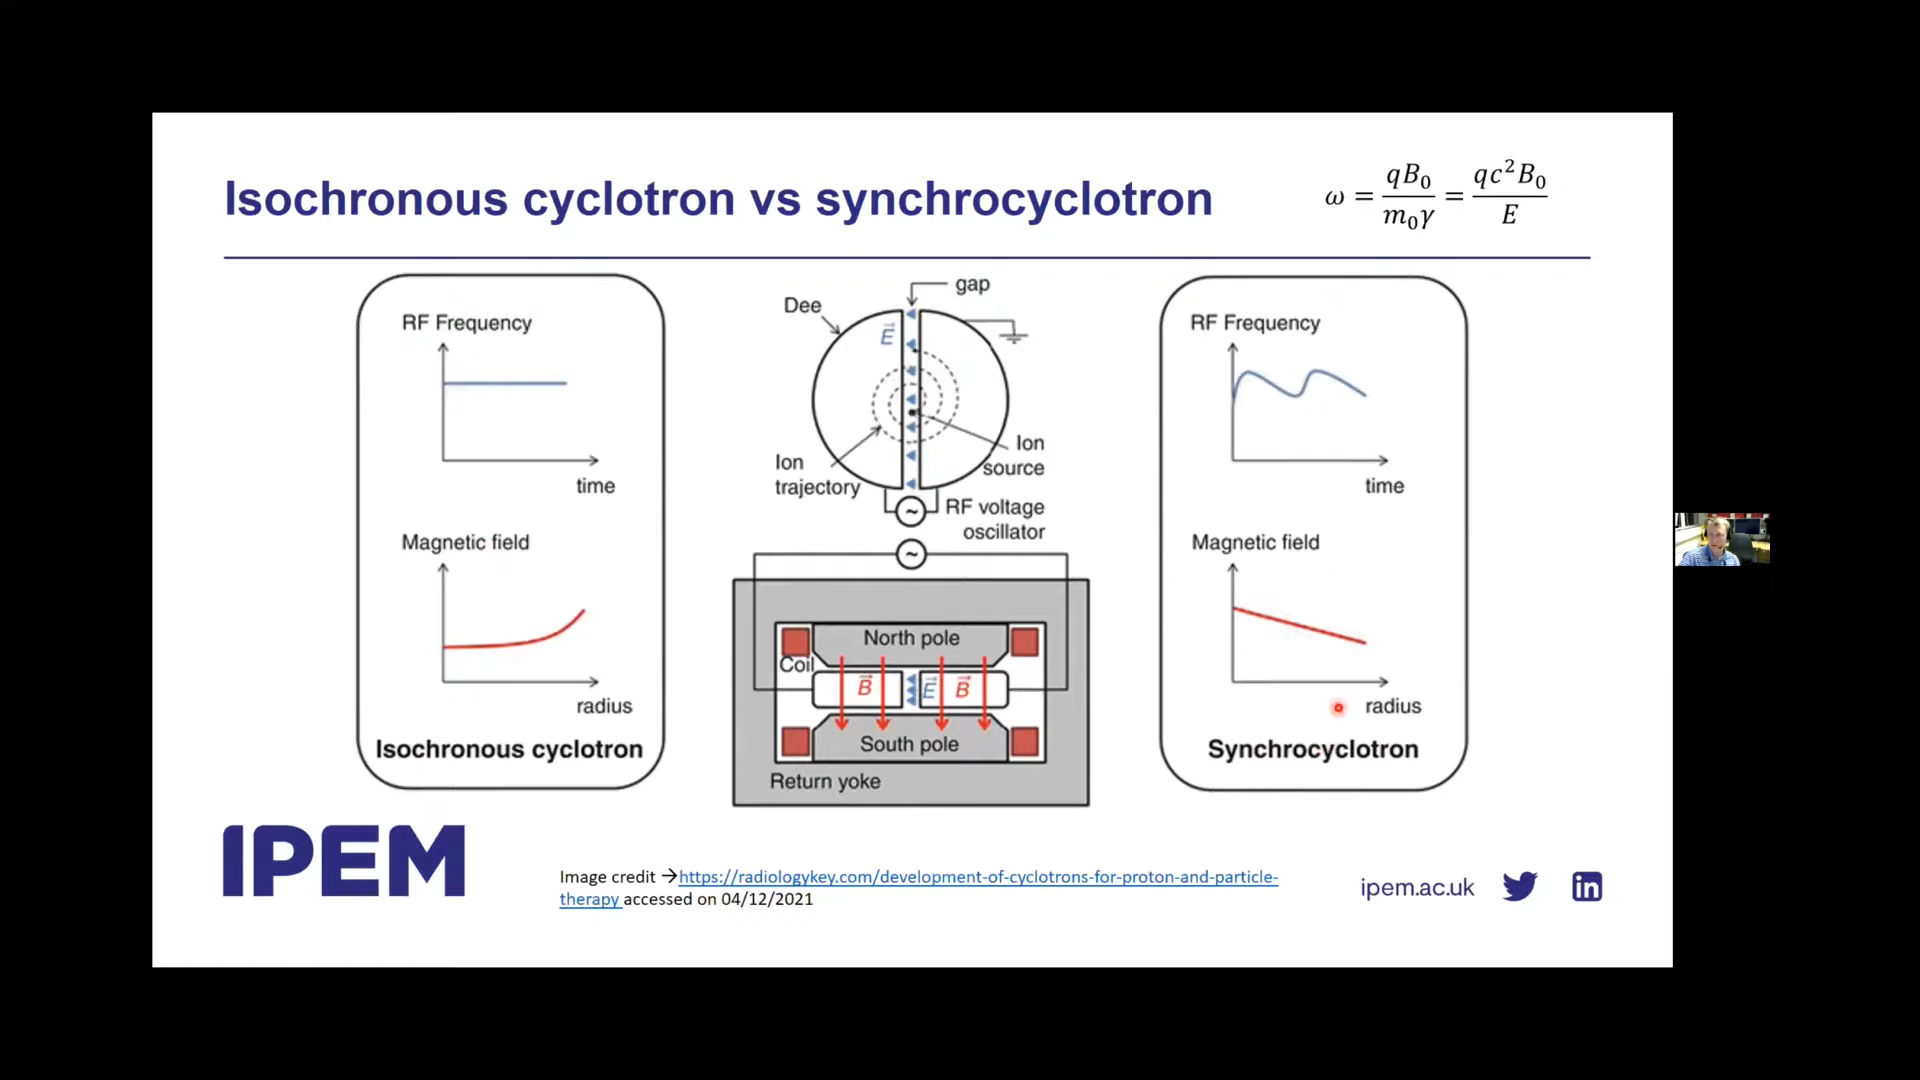 Isochronous cyclotron vs synchrocyclotron
ω = qB₀/m₀γ = qc²B₀/E
RF Frequency
time
Magnetic field
radius
Isochronous cyclotron
gap
Dee
E
Ion
source
Ion
trajectory
RF voltage
oscillator
~
~
North pole
Coil
B
E
B
South pole
Return yoke
RF Frequency
time
Magnetic field
radius
Synchrocyclotron
IPEM
Image credit →https://radiologykey.com/development-of-cyclotrons-for-proton-and-particle-
therapy accessed on 04/12/2021
ipem.ac.uk
in